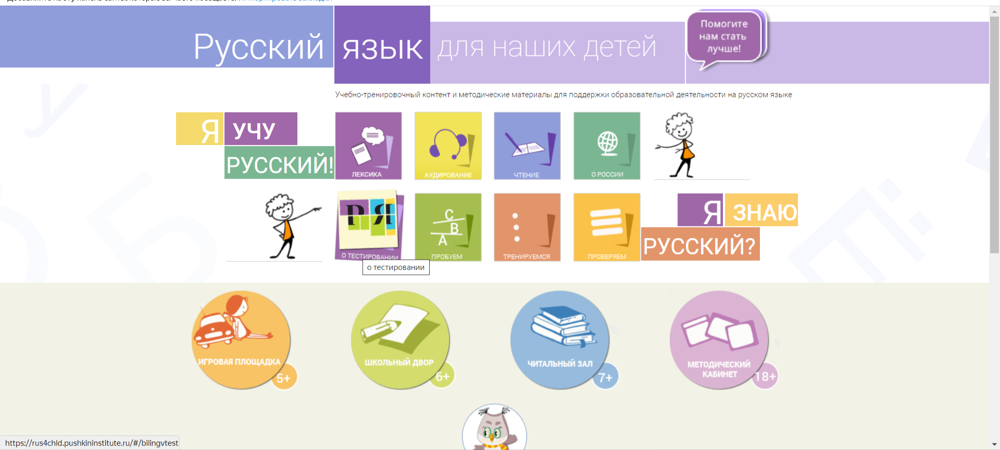 Русский язык для наших детей
Помогите
нам стать
лучше!
Учебно-тренировочный контент и методические материалы для поддержки образовательной деятельности на русском языке
Я УЧУ
РУССКИЙ!
ЛЕКСИКА
АУДИРОВАНИЕ
ЧТЕНИЕ
О РОССИИ
РЯ
О ТЕСТИРОВАНИИ
C
B
A
ПРОБУЕМ
ТРЕНИРУЕМСЯ
ПРОВЕРЯЕМ
Я ЗНАЮ
РУССКИЙ?
о тестировании
ИГРОВАЯ ПЛОЩАДКА
5+
ШКОЛЬНЫЙ ДВОР
6+
ЧИТАЛЬНЫЙ ЗАЛ
7+
МЕТОДИЧЕСКИЙ
КАБИНЕТ
18+
https://rus4chld.pushkininstitute.ru/#/bilingvtest